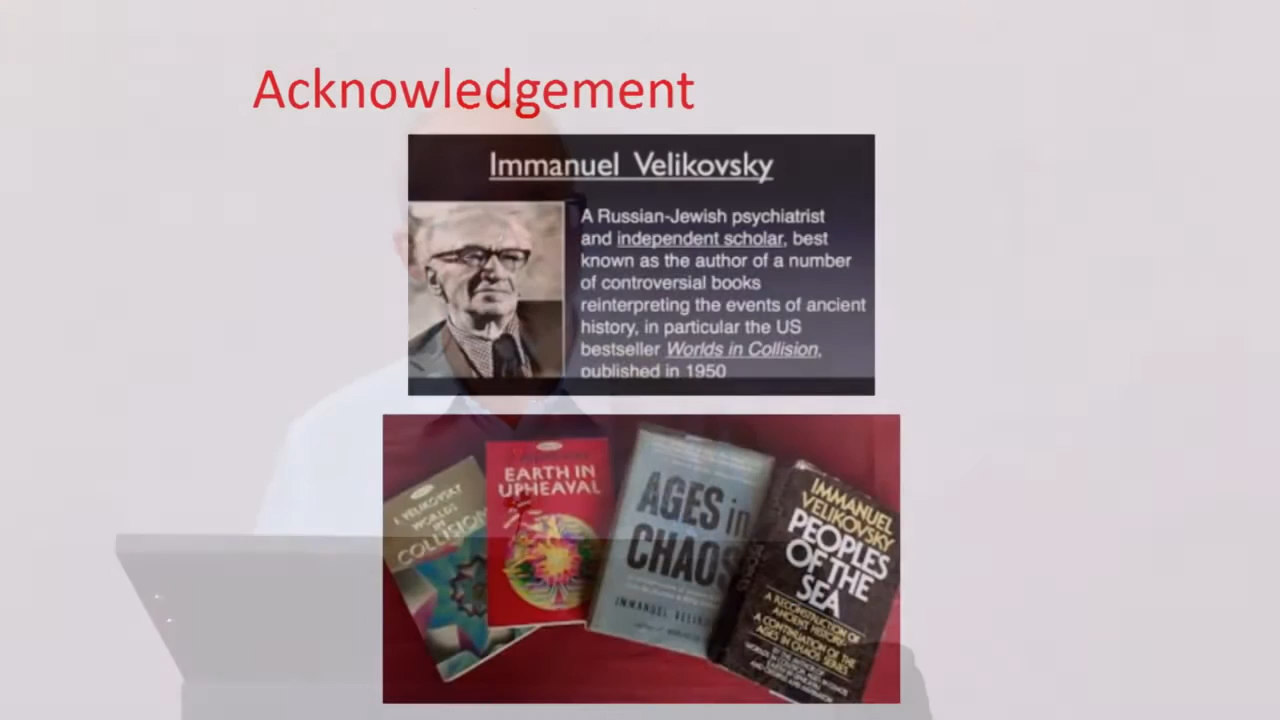 Acknowledgement
Immanuel Velikovsky
A Russian-Jewish psychiatrist
and independent scholar, best
known as the author of a number
of controversial books
reinterpreting the events of ancient
history, in particular the US
bestseller Worlds in Collision,
published in 1950
I. VELIKOVSKY
WORLDS
IN
COLLISION
EARTH IN
UPHEAVAL
AGES in
CHAOS
IMMANUEL
IMMANUEL
VELIKOVSKY
PEOPLES
OF THE
SEA
A RECONSTRUCTION OF
ANCIENT HISTORY
A CONTINUATION OF THE
AGES IN CHAOS SERIES